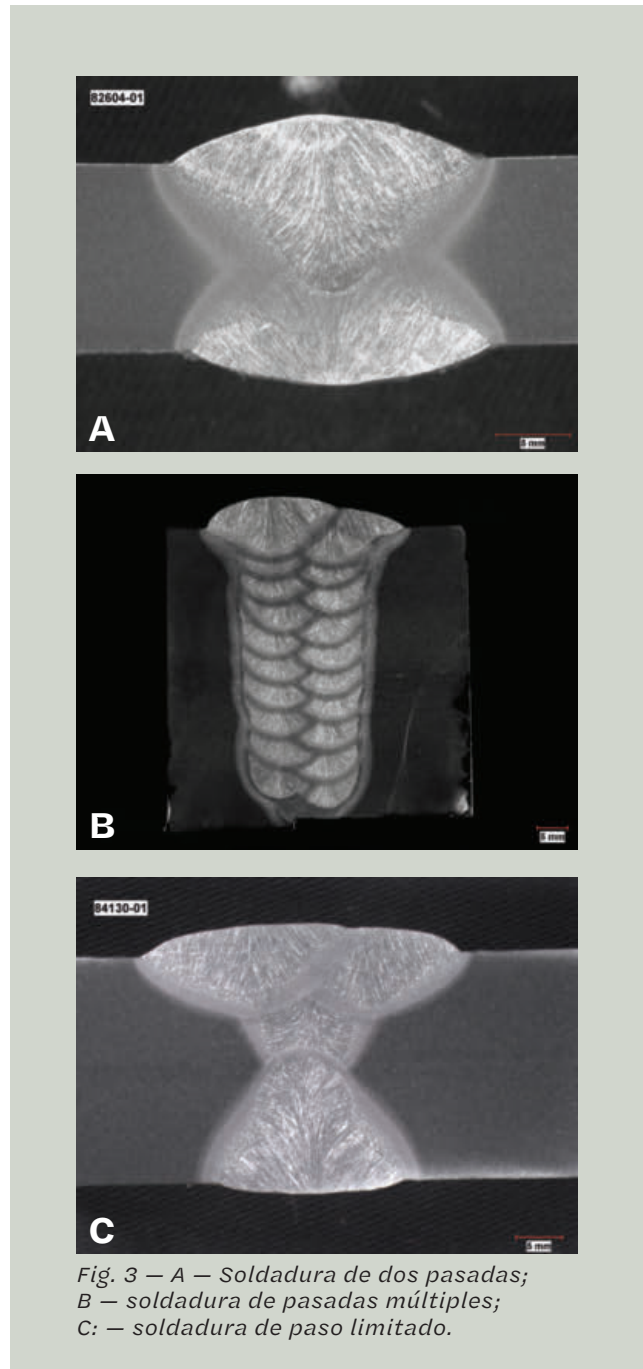 82604-01
A
5 mm
B
5 mm
84130-01
C
5 mm
Fig. 3 — A — Soldadura de dos pasadas;
B — soldadura de pasadas múltiples;
C: — soldadura de paso limitado.